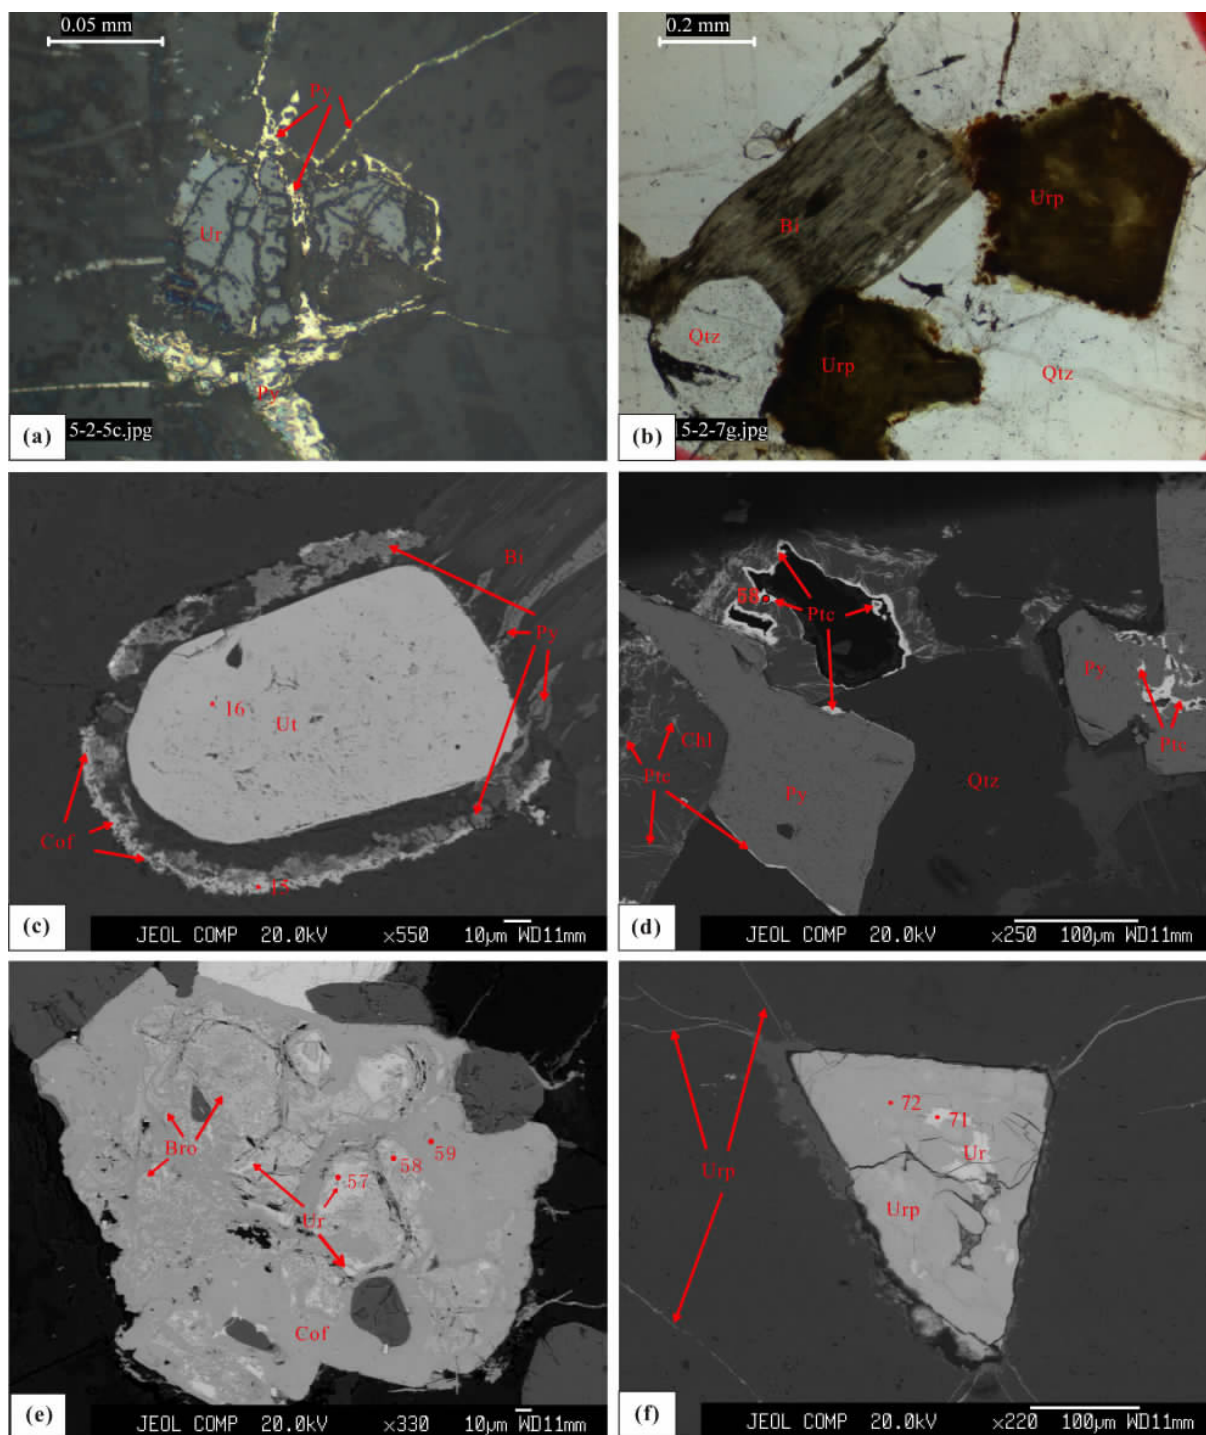 0.05 mm
Py
Ur
Py
(a)
5-2-5c.jpg
0.2 mm
Urp
Bi
Qtz
Urp
Qtz
(b)
15-2-7g.jpg
Bi
Py
16
Ut
Cof
15
(c)
JEOL COMP 20.0kV ×550 10µm WD11mm
58
Ptc
Py
Ptc
Chl
Ptc
Qtz
Py
(d)
JEOL COMP 20.0kV ×250 100µm WD11mm
Bro
59
58
57
Ur
Cof
(e)
JEOL COMP 20.0kV ×330 10µm WD11mm
72
71
Ur
Urp
Urp
(f)
JEOL COMP 20.0kV ×220 100µm WD11mm